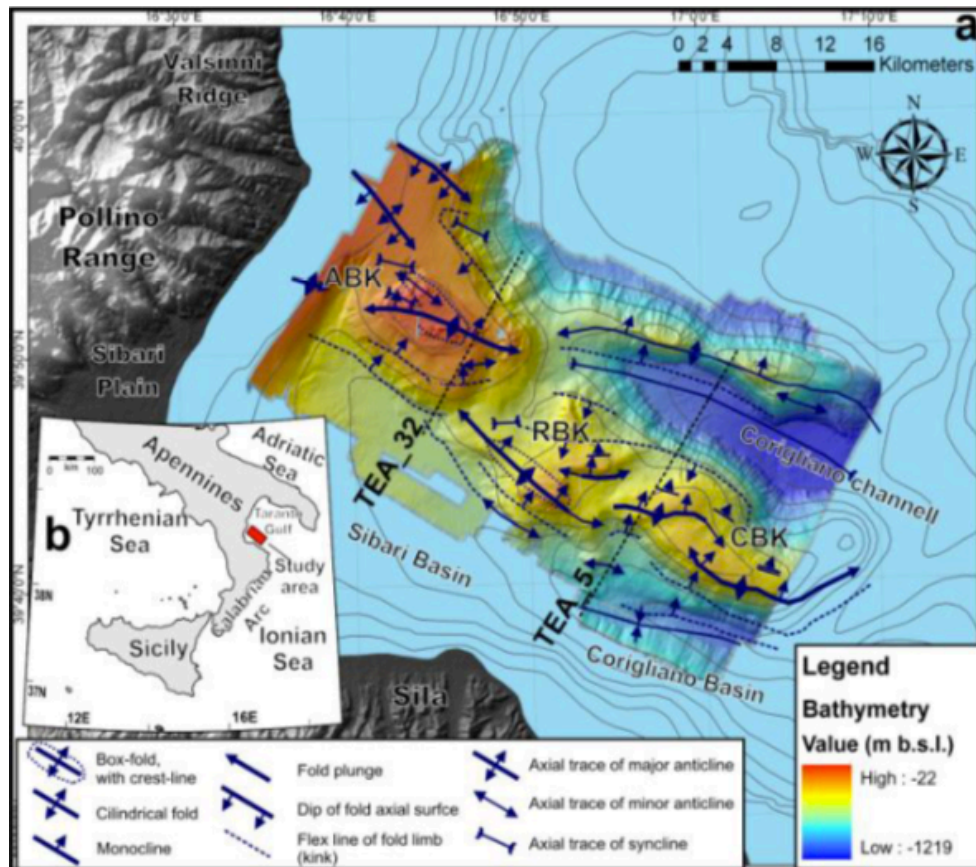 16°30'0"E 16°40'0"E 16°50'0"E 17°0'0"E 17°10'0"E
a
Valsinni
Ridge
0 2 4 8 12 16
Kilometers
40°0'0"N
N
W E
S
Pollino
Range
ABK
39°50'0"N
Sibari
Plain
RBK
TEA_32
Corigliano channell
CBK
Sibari Basin
TEA_5
39°40'0"N
Corigliano Basin
Sila
b
0 km 100
Apennines
Adriatic
Sea
Tyrrhenian
Sea
Taranto
Gulf
Study
area
Calabrian
Arc
Ionian
Sea
Sicily
38N
37N
12E 16E
Legend
Bathymetry
Value (m b.s.l.)
High : -22
Low : -1219
Box-fold,
with crest-line
Cilindrical fold
Monocline
Fold plunge
Dip of fold axial surfce
Flex line of fold limb
(kink)
Axial trace of major anticline
Axial trace of minor anticline
Axial trace of syncline